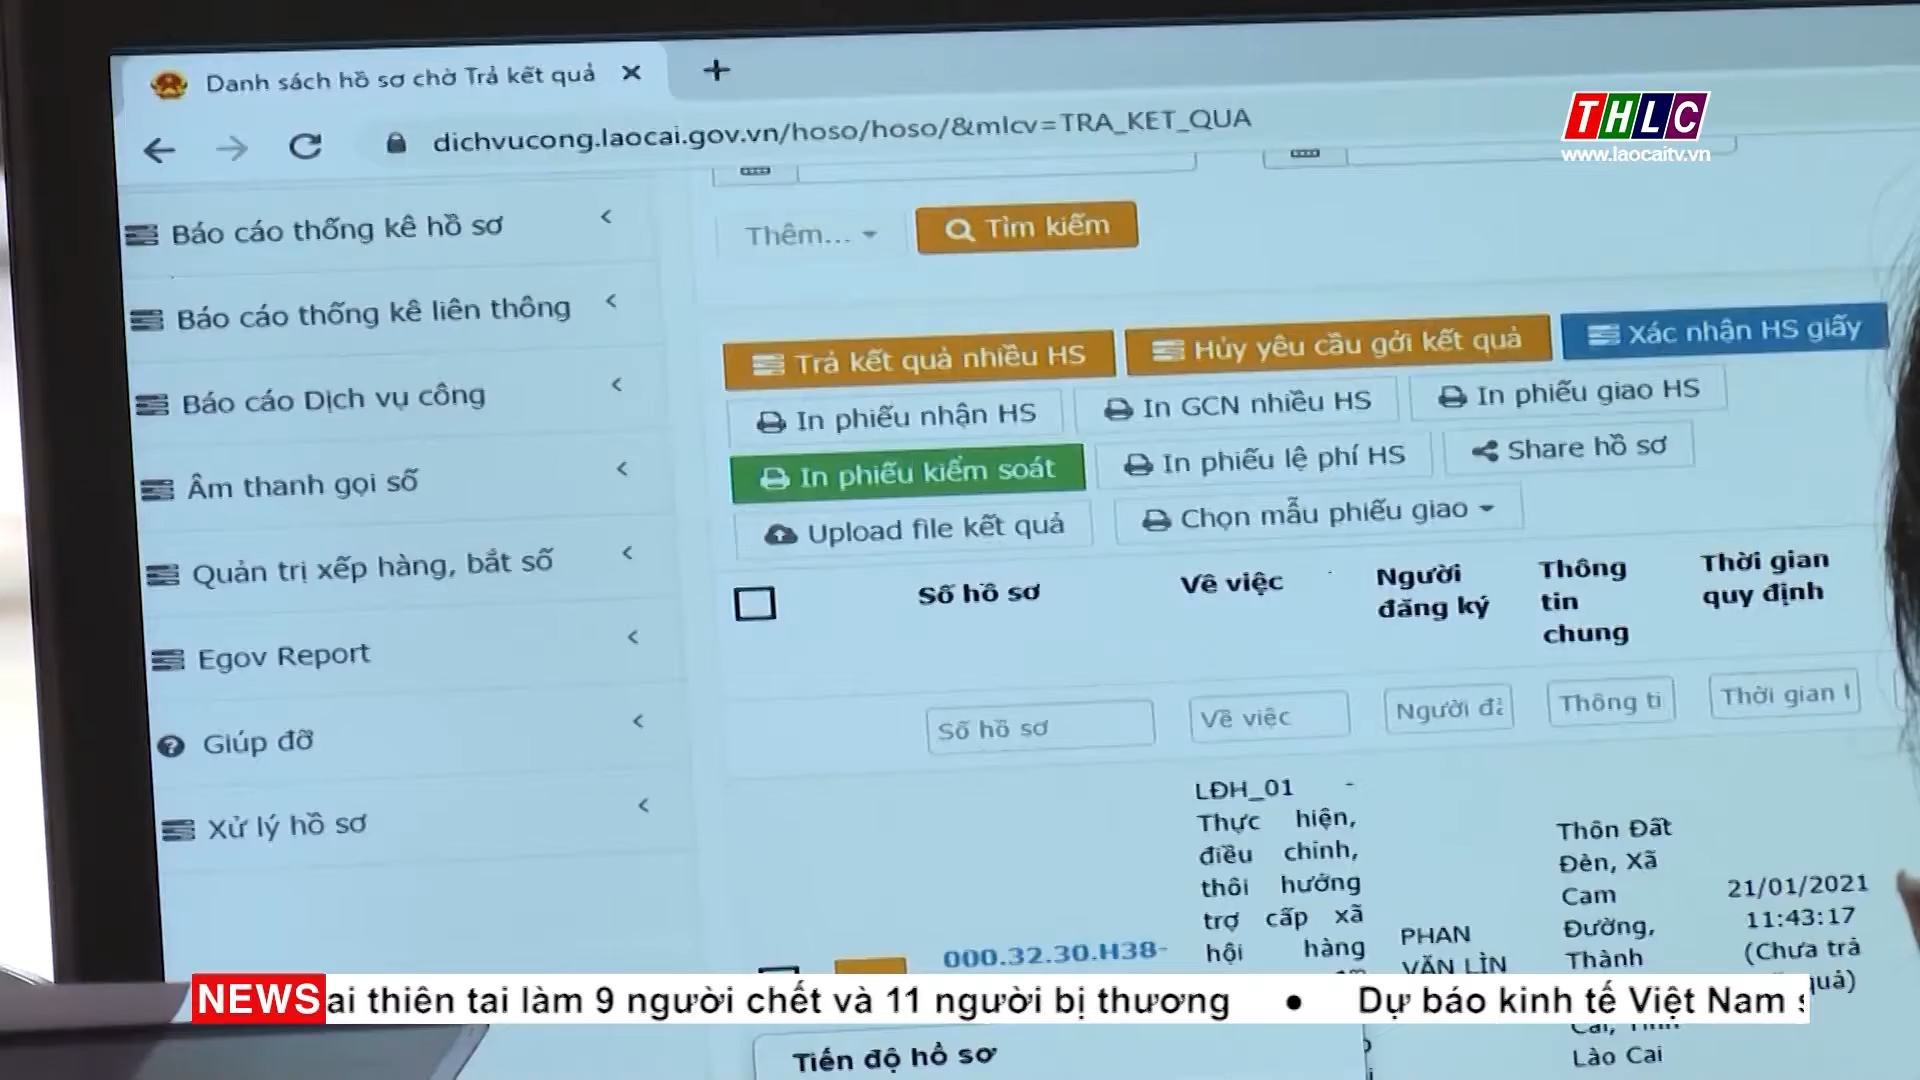 Danh sách hồ sơ chờ Trả kết quả
dichvucong.laocai.gov.vn/hoso/hoso/&mlcv=TRA_KET_QUA
THLC
www.laocaitv.vn
Báo cáo thống kê hồ sơ
Báo cáo thống kê liên thông
Báo cáo Dịch vụ công
Âm thanh gọi số
Quản trị xếp hàng, bắt số
Egov Report
Giúp đỡ
Xử lý hồ sơ
Thêm...
Tìm kiếm
Trả kết quả nhiều HS
Hủy yêu cầu gởi kết quả
Xác nhận HS giấy
In phiếu nhận HS
In GCN nhiều HS
In phiếu giao HS
In phiếu kiểm soát
In phiếu lệ phí HS
Share hồ sơ
Upload file kết quả
Chọn mẫu phiếu giao
Số hồ sơ
Về việc
Người
đăng ký
Thông
tin
chung
Thời gian
quy định
Số hồ sơ
Về việc
Người đă
Thông ti
Thời gian
000.32.30.H38-
LĐH_01 -
Thực hiện,
điều chỉnh,
thôi hưởng
trợ cấp xã
hội hàng
PHAN
VĂN LÌN
Thôn Đất
Đèn, Xã
Cam
Đường,
Thành
Lào Cai
21/01/2021
11:43:17
(Chưa trả
quả)
NEWS
ai thiên tai làm 9 người chết và 11 người bị thương • Dự báo kinh tế Việt Nam
Tiến độ hồ sơ